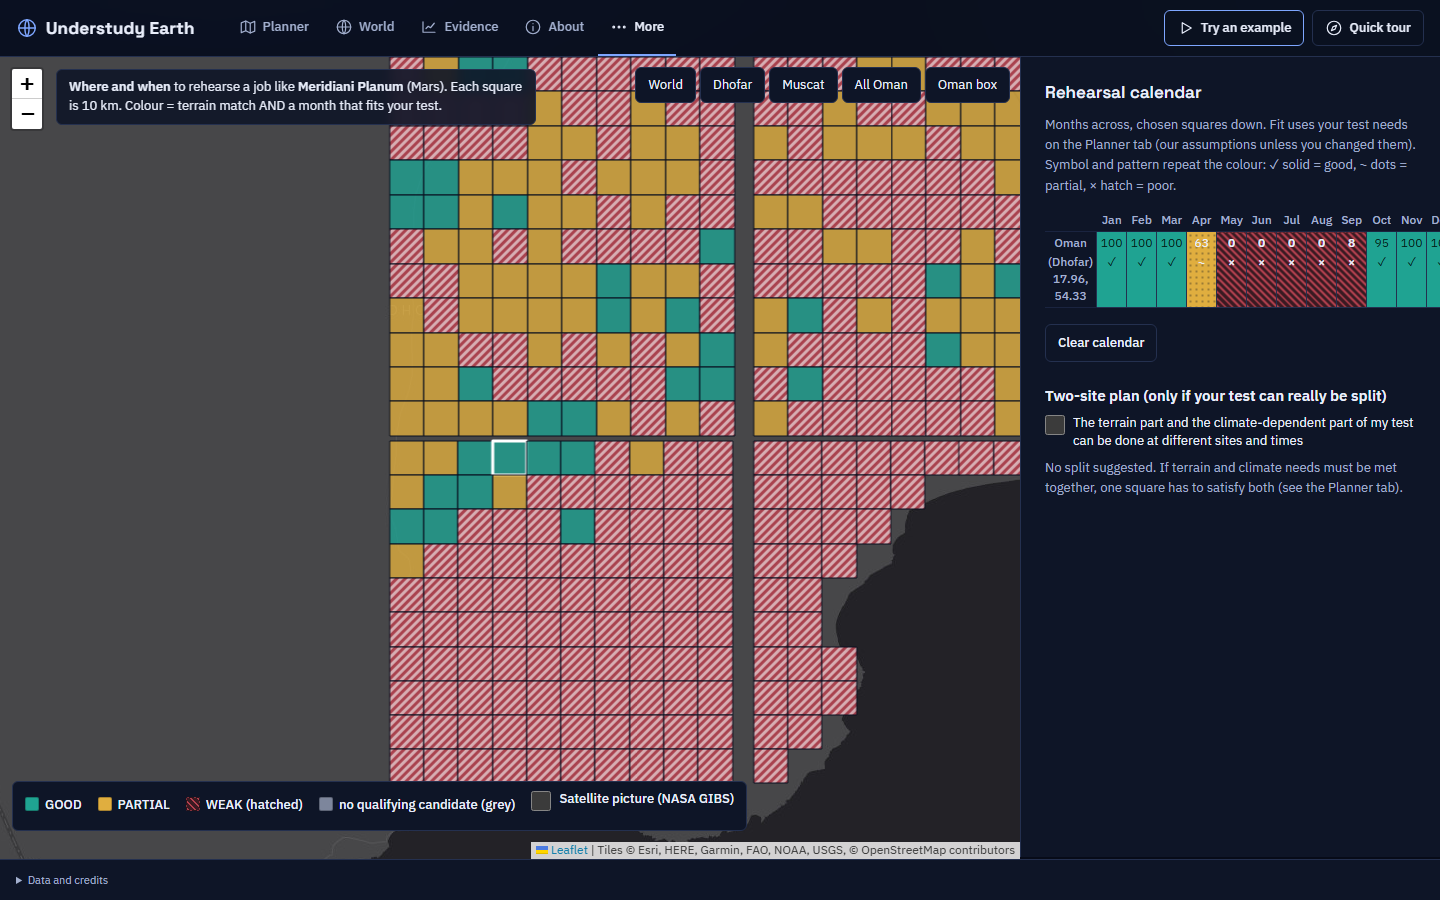 Understudy Earth
Planner
World
Evidence
About
More
Try an example
Quick tour
+
−
Where and when to rehearse a job like Meridiani Planum (Mars). Each square
is 10 km. Colour = terrain match AND a month that fits your test.
World
Dhofar
Muscat
All Oman
Oman box
Rehearsal calendar
Months across, chosen squares down. Fit uses your test needs
on the Planner tab (our assumptions unless you changed them).
Symbol and pattern repeat the colour: ✓ solid = good, ~ dots =
partial, × hatch = poor.
Jan Feb Mar Apr May Jun Jul Aug Sep Oct Nov
Oman 100 100 100 63 0 0 0 0 8 95 100
(Dhofar) ✓ ✓ ✓ ~ × × × × × ✓ ✓
17.96,
54.33
Clear calendar
Two-site plan (only if your test can really be split)
The terrain part and the climate-dependent part of my test
can be done at different sites and times
No split suggested. If terrain and climate needs must be met
together, one square has to satisfy both (see the Planner tab).
GOOD
PARTIAL
WEAK (hatched)
no qualifying candidate (grey)
Satellite picture (NASA GIBS)
Leaflet | Tiles © Esri, HERE, Garmin, FAO, NOAA, USGS, © OpenStreetMap contributors
Data and credits